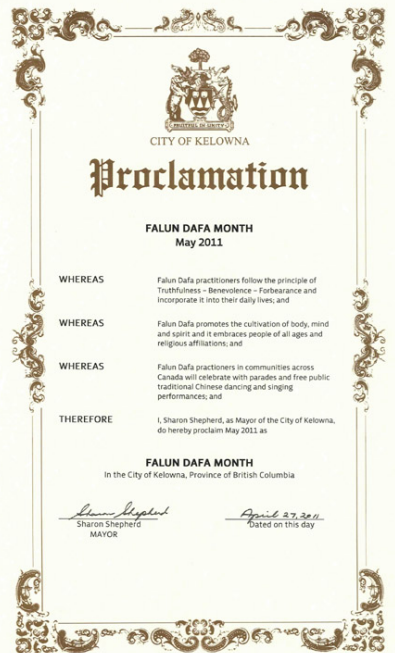 FRUITFUL IN UNITY
CITY OF KELOWNA
Proclamation
FALUN DAFA MONTH
May 2011
WHEREAS
Falun Dafa practitioners follow the principle of
Truthfulness – Benevolence – Forbearance and
incorporate it into their daily lives; and
WHEREAS
Falun Dafa promotes the cultivation of body, mind
and spirit and it embraces people of all ages and
religious affiliations; and
WHEREAS
Falun Dafa practioners in communities across
Canada will celebrate with parades and free public
traditional Chinese dancing and singing
performances; and
THEREFORE
I, Sharon Shepherd, as Mayor of the City of Kelowna,
do hereby proclaim May 2011 as
FALUN DAFA MONTH
In the City of Kelowna, Province of British Columbia
Sharon Shepherd
April 27, 2011
Sharon Shepherd
Dated on this day
MAYOR